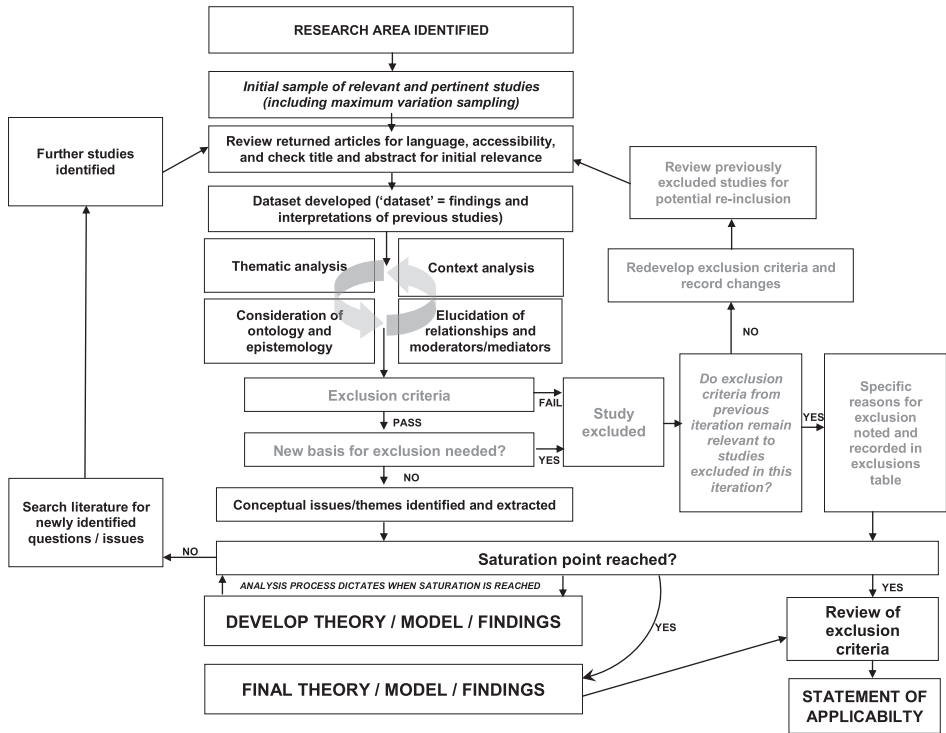 RESEARCH AREA IDENTIFIED
Initial sample of relevant and pertinent studies
(including maximum variation sampling)
Review returned articles for language, accessibility,
and check title and abstract for initial relevance
Further studies
identified
Review previously
excluded studies for
potential re-inclusion
Dataset developed (‘dataset’ = findings and
interpretations of previous studies)
Thematic analysis
Context analysis
Redevelop exclusion criteria and
record changes
Consideration of
ontology and
epistemology
Elucidation of
relationships and
moderators/mediators
NO
Exclusion criteria
FAIL
PASS
New basis for exclusion needed?
YES
NO
Study
excluded
Do exclusion
criteria from
previous
iteration remain
relevant to
studies
excluded in this
iteration?
YES
Specific
reasons for
exclusion
noted and
recorded in
exclusions
table
Conceptual issues/themes identified and extracted
Search literature for
newly identified
questions / issues
NO
Saturation point reached?
ANALYSIS PROCESS DICTATES WHEN SATURATION IS REACHED
YES
DEVELOP THEORY / MODEL / FINDINGS
YES
Review of
exclusion
criteria
FINAL THEORY / MODEL / FINDINGS
STATEMENT OF
APPLICABILTY